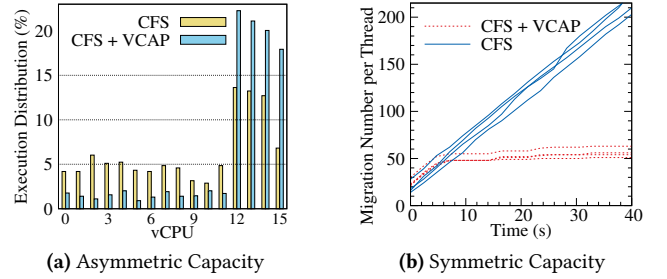 Execution Distribution (%)
20
15
10
5
0
CFS
CFS + VCAP
0 3 6 9 12 15
vCPU
(a) Asymmetric Capacity
Migration Number per Thread
200
150
100
50
0
CFS + VCAP
CFS
0 10 20 30 40
Time (s)
(b) Symmetric Capacity